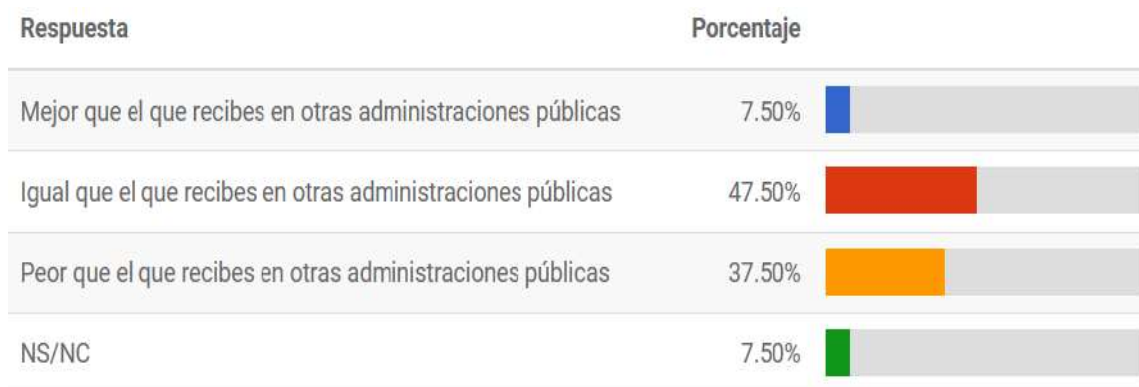 Respuesta Porcentaje
Mejor que el que recibes en otras administraciones públicas 7.50%
Igual que el que recibes en otras administraciones públicas 47.50%
Peor que el que recibes en otras administraciones públicas 37.50%
NS/NC 7.50%